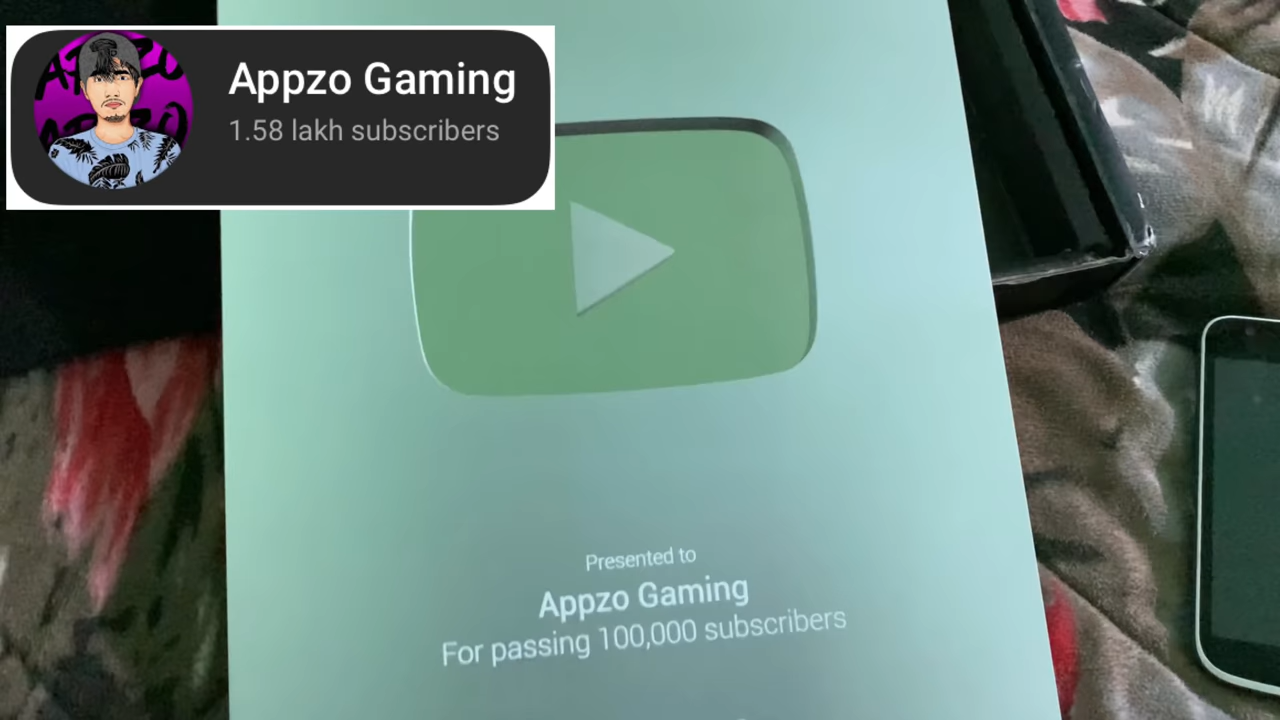 Appzo Gaming
1.58 lakh subscribers
Presented to
Appzo Gaming
For passing 100,000 subscribers